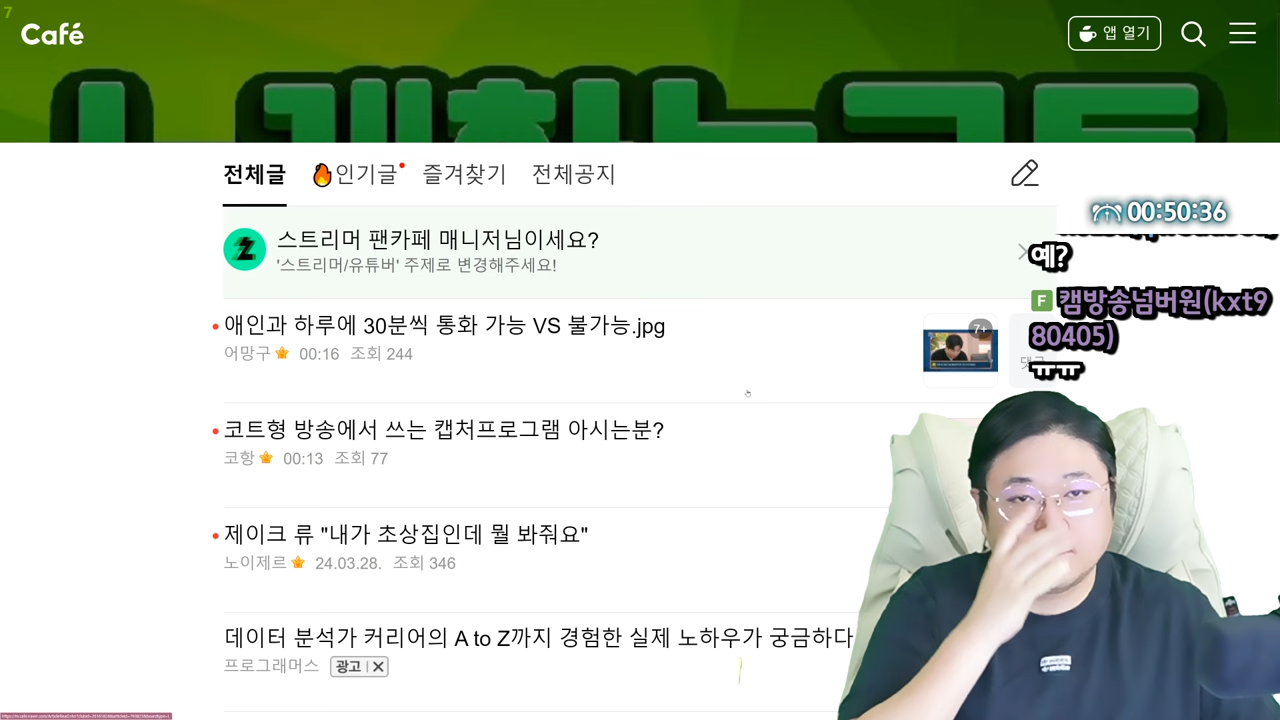 7
Café
앱 열기
전체글
인기글
즐겨찾기
전체공지
00:50:36
스트리머 팬카페 매니저님이세요?
'스트리머/유튜버' 주제로 변경해주세요!
예?
F 캠방송넘버원(kxt9
80405)
ㅠㅠ
애인과 하루에 30분씩 통화 가능 VS 불가능.jpg
어망구 00:16 조회 244
7+
코트형 방송에서 쓰는 캡처프로그램 아시는분?
코항 00:13 조회 77
제이크 류 "내가 초상집인데 뭘 봐줘요"
노이제르 24.03.28. 조회 346
데이터 분석가 커리어의 A to Z까지 경험한 실제 노하우가 궁금하다
프로그래머스 광고 X